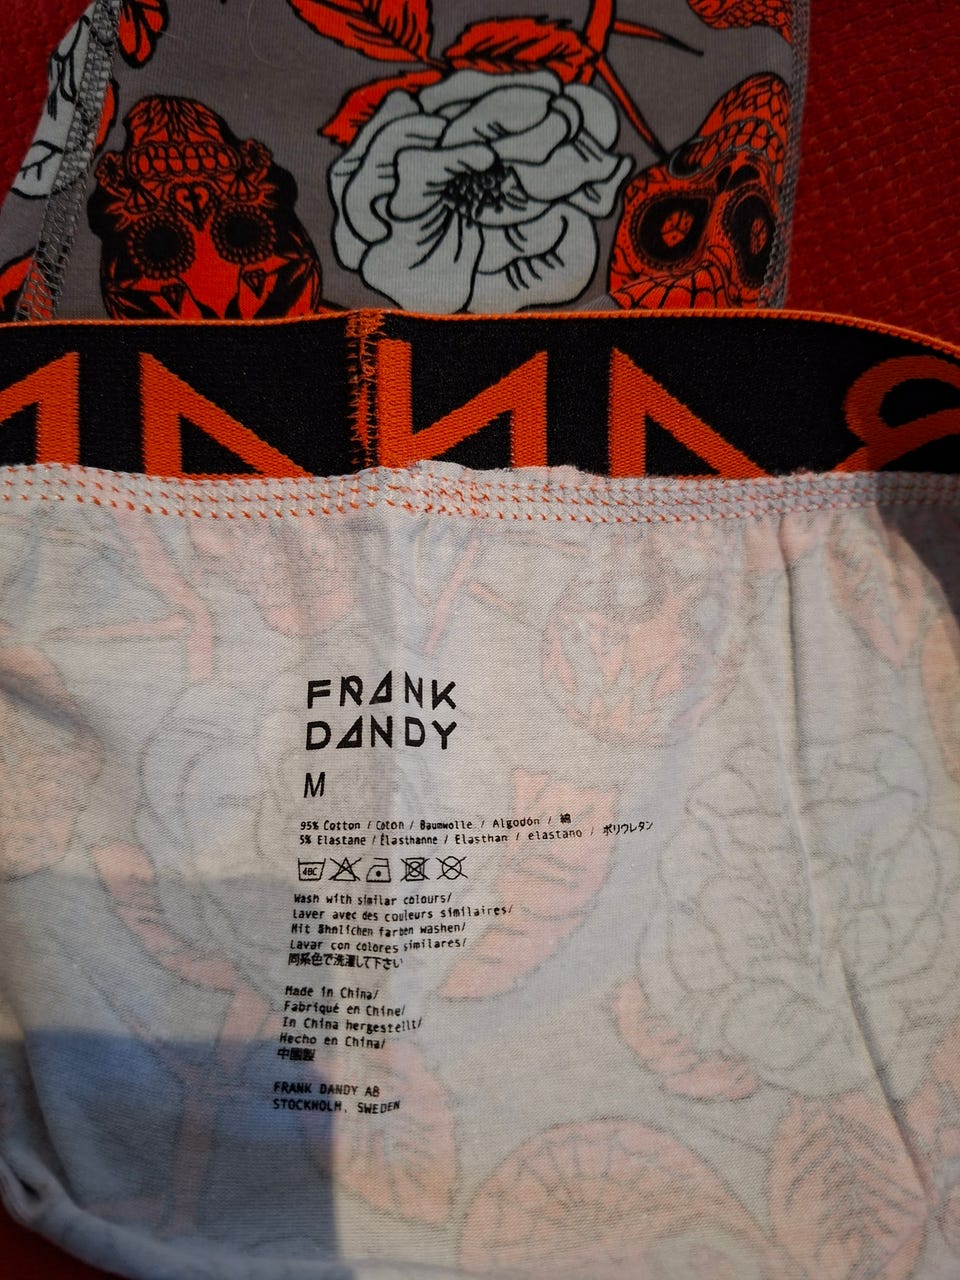 FRANK
DANDY
M
95% Cotton / Coton / Baumwolle / Algodón / 綿
5% Elastane / Élasthanne / Elasthan / elastano / ポリウレタン
40C
Wash with similar colours/
Laver avec des couleurs similaires/
Mit ähnlichen farben washen/
Lavar con colores similares/
同系色で洗濯して下さい
Made in China/
Fabriqué en Chine/
In China hergestellt/
Hecho en China/
中國製
FRANK DANDY AB
STOCKHOLM, SWEDEN